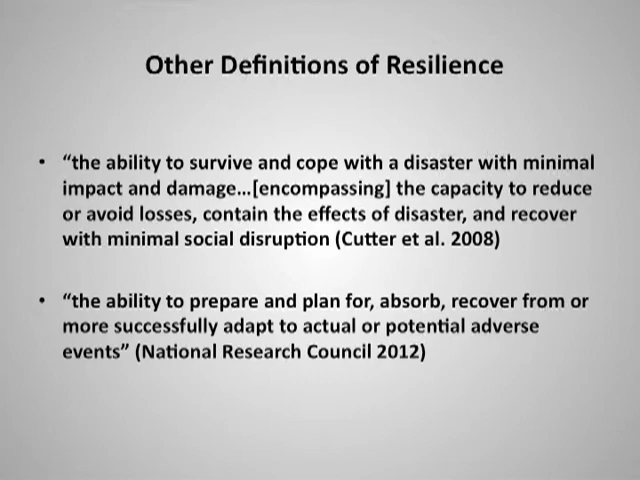 Other Definitions of Resilience
• “the ability to survive and cope with a disaster with minimal
impact and damage...[encompassing] the capacity to reduce
or avoid losses, contain the effects of disaster, and recover
with minimal social disruption (Cutter et al. 2008)
• “the ability to prepare and plan for, absorb, recover from or
more successfully adapt to actual or potential adverse
events” (National Research Council 2012)